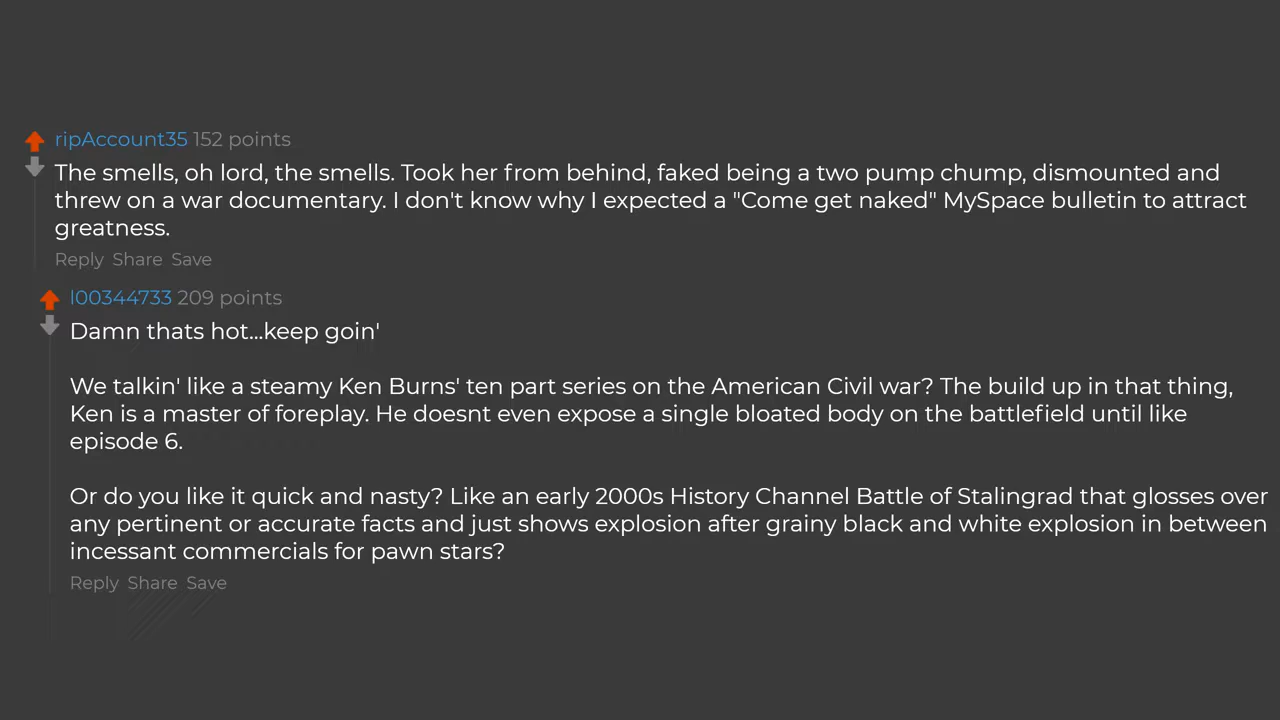 ripAccount35 152 points
The smells, oh lord, the smells. Took her from behind, faked being a two pump chump, dismounted and
threw on a war documentary. I don't know why I expected a "Come get naked" MySpace bulletin to attract
greatness.
Reply Share Save
l00344733 209 points
Damn thats hot...keep goin'
We talkin' like a steamy Ken Burns' ten part series on the American Civil war? The build up in that thing,
Ken is a master of foreplay. He doesnt even expose a single bloated body on the battlefield until like
episode 6.
Or do you like it quick and nasty? Like an early 2000s History Channel Battle of Stalingrad that glosses over
any pertinent or accurate facts and just shows explosion after grainy black and white explosion in between
incessant commercials for pawn stars?
Reply Share Save